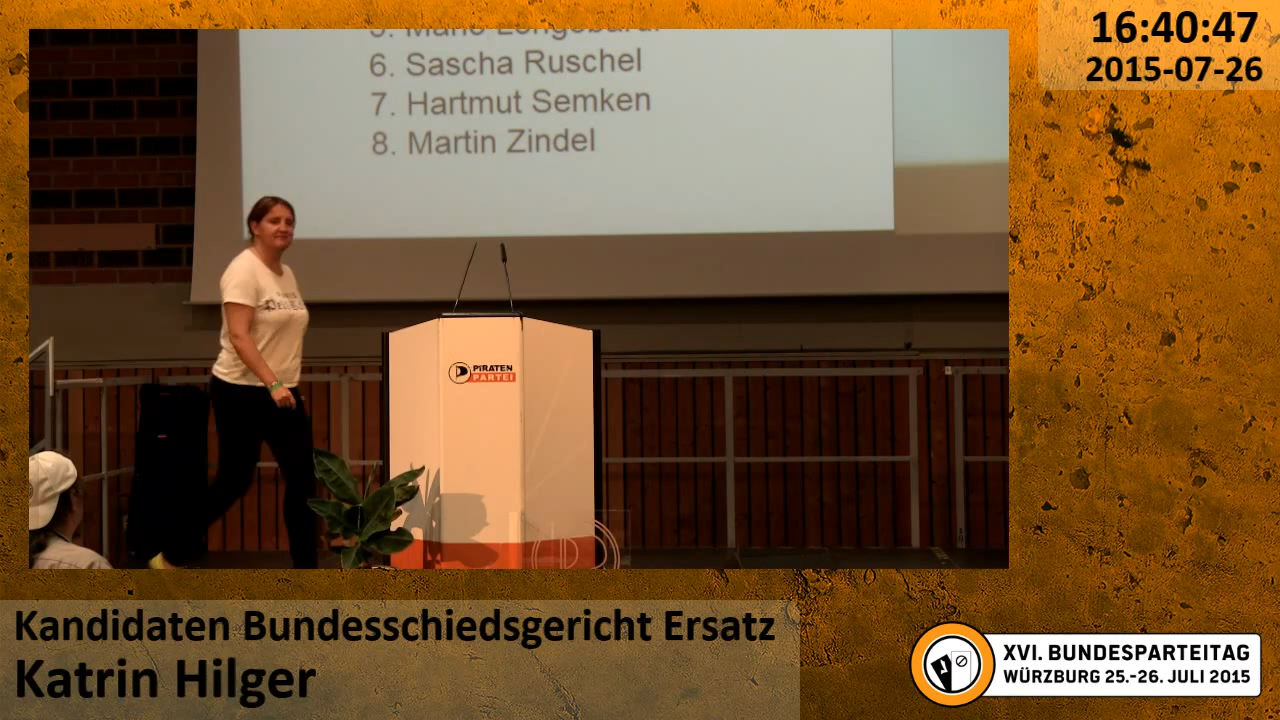 16:40:47
2015-07-26
6. Sascha Ruschel
7. Hartmut Semken
8. Martin Zindel
PIRATEN
PARTEI
Kandidaten Bundesschiedsgericht Ersatz
Katrin Hilger
XVI. BUNDESPARTEITAG
WÜRZBURG 25.-26. JULI 2015